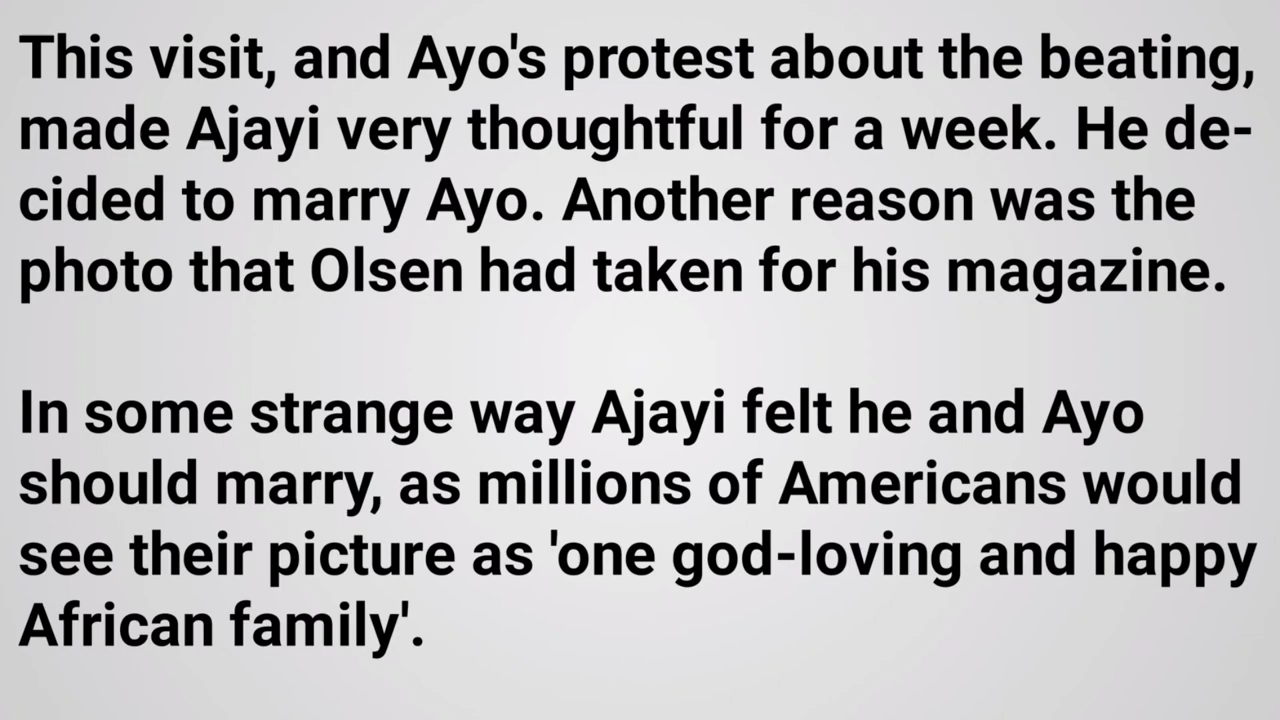 This visit, and Ayo's protest about the beating,
made Ajayi very thoughtful for a week. He de-
cided to marry Ayo. Another reason was the
photo that Olsen had taken for his magazine.
In some strange way Ajayi felt he and Ayo
should marry, as millions of Americans would
see their picture as 'one god-loving and happy
African family'.